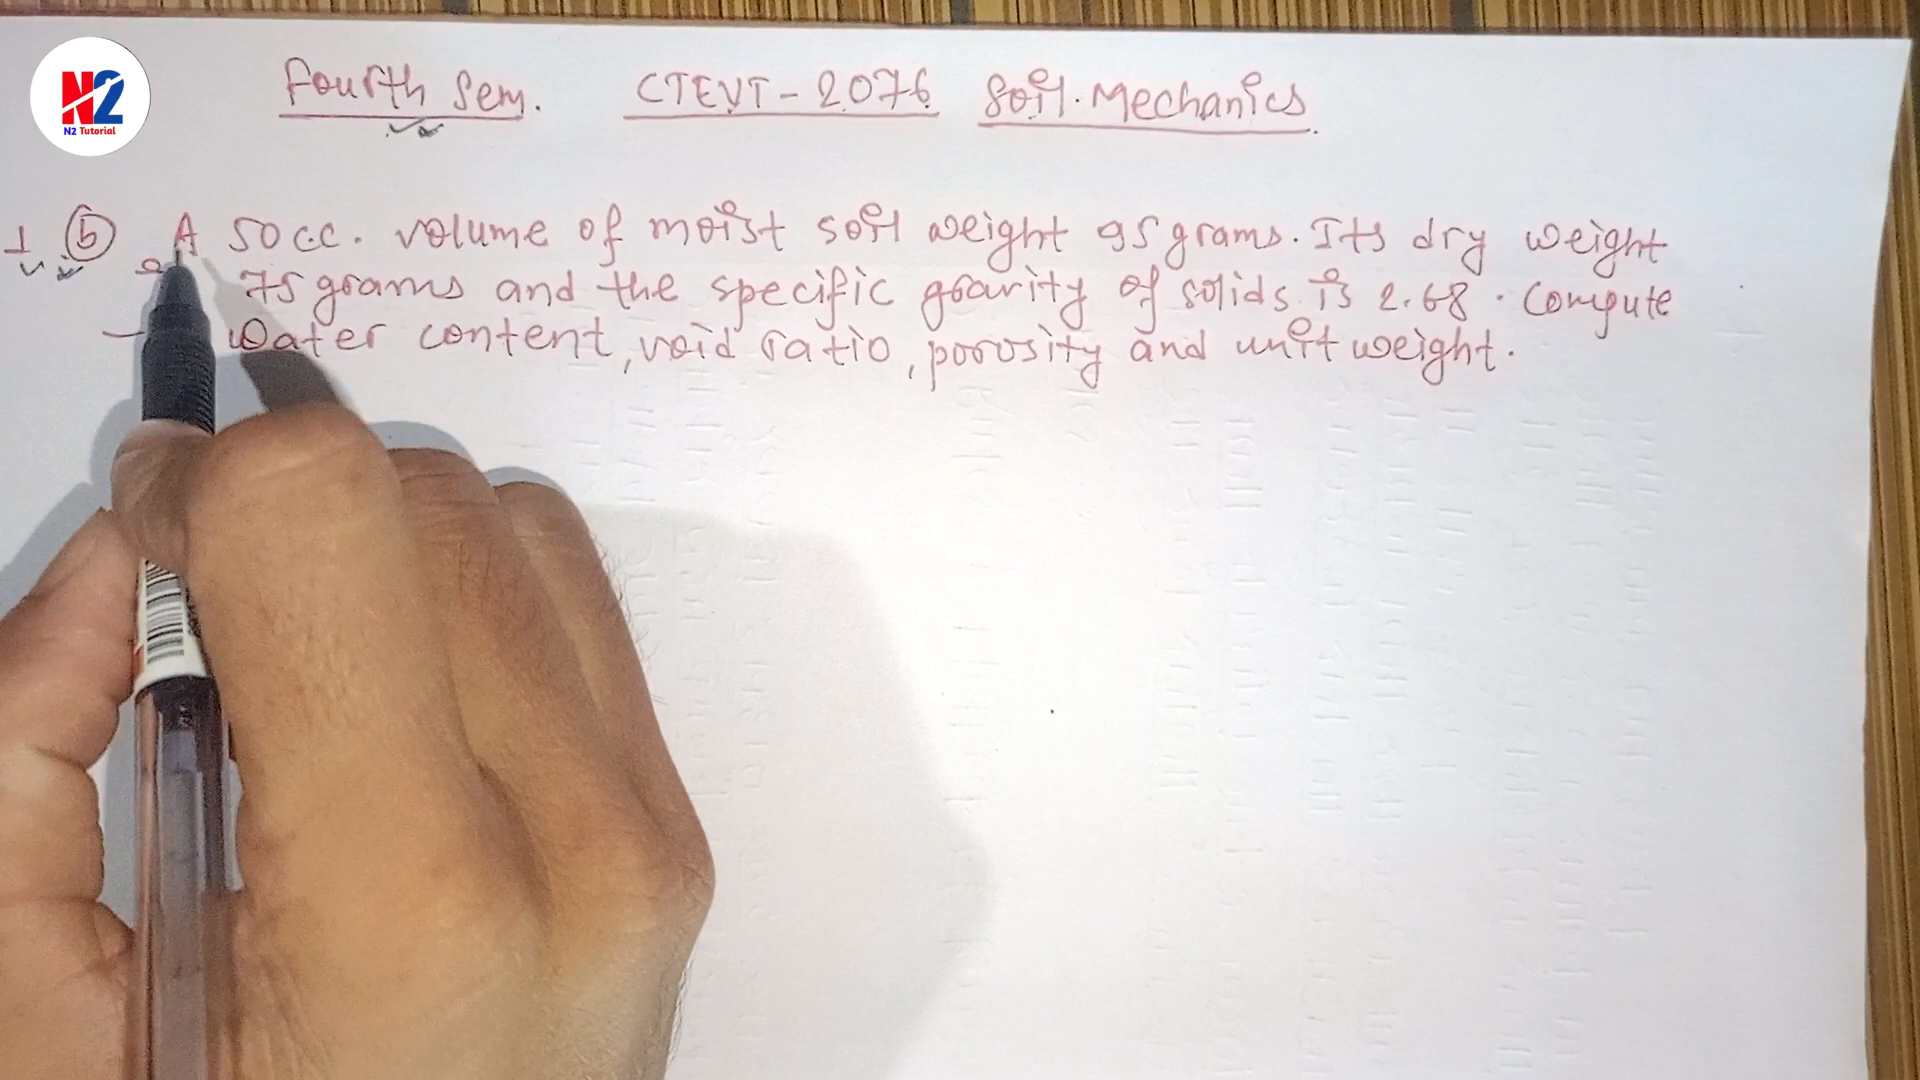 N2
N2 Tutorial
Fourth Sem. CTEVT-2076 Soil. Mechanics
1 (b) A 50 c.c. volume of moist soil weight 95 grams. Its dry weight
75 grams and the specific gravity of solids is 2.68. Compute
Water content, void ratio, porosity and unit weight.